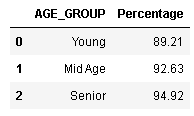 AGE_GROUP Percentage
0 Young 89.21
1 Mid Age 92.63
2 Senior 94.92